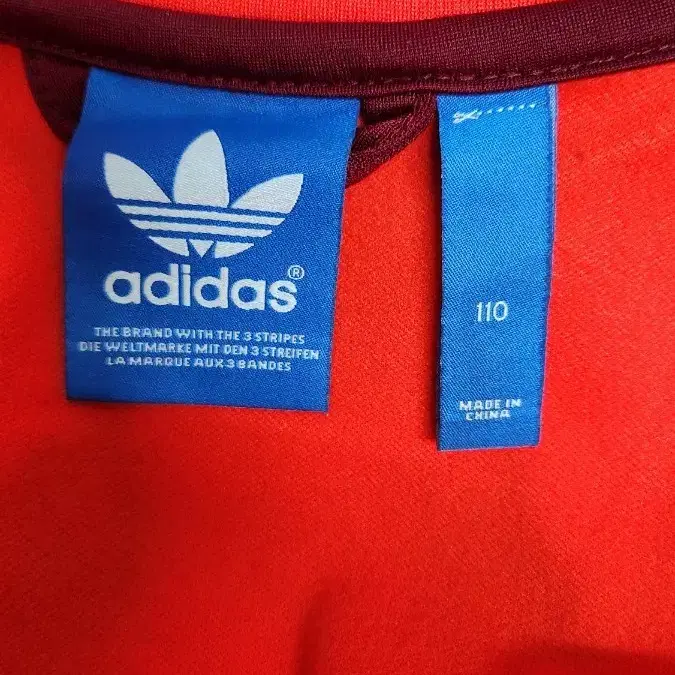 adidas®
THE BRAND WITH THE 3 STRIPES
DIE WELTMARKE MIT DEN 3 STREIFEN
LA MARQUE AUX 3 BANDES
110
MADE IN
CHINA